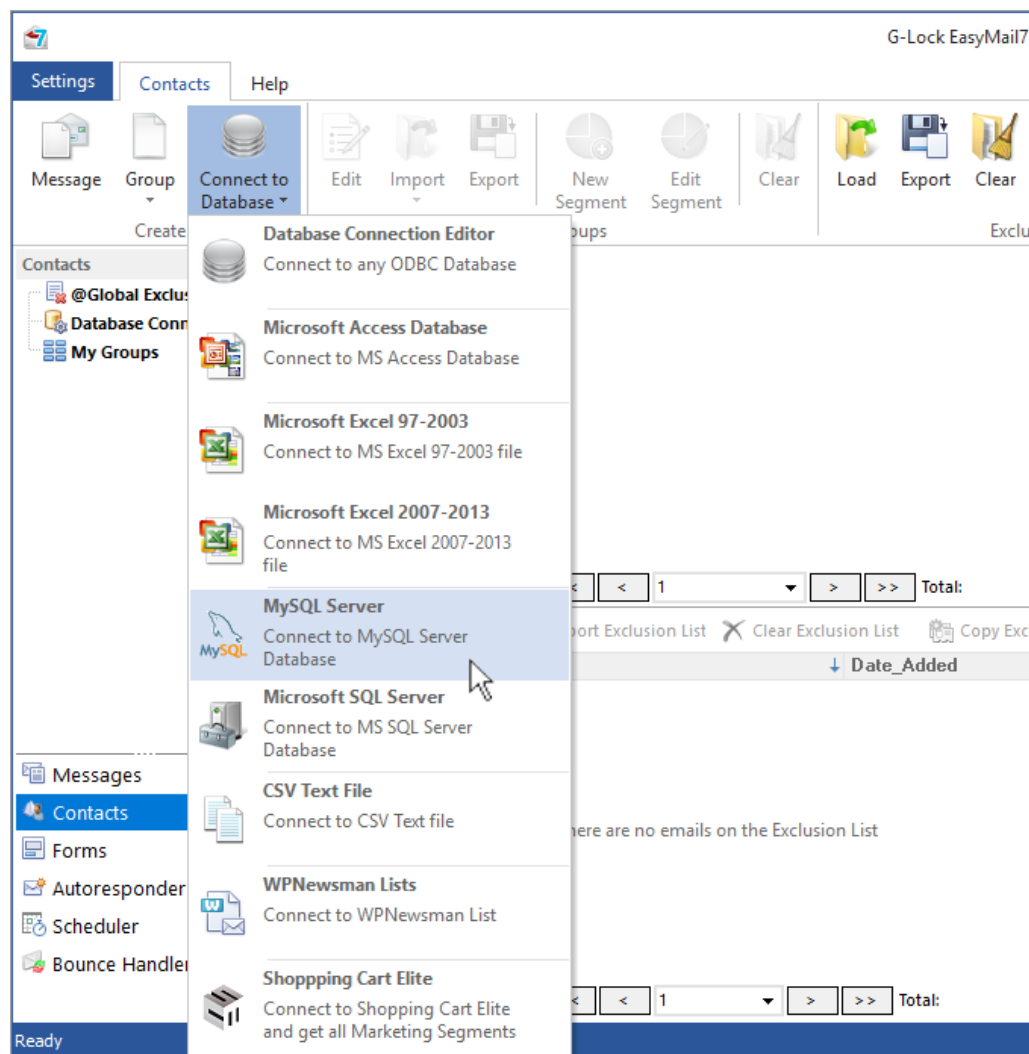 G-Lock EasyMail7
Settings Contacts Help
Message Group Connect to Database Edit Import Export New Segment Edit Segment Clear Load Export Clear
Create
Contacts
@Global
Database
My Groups
Database Connection Editor
Connect to any ODBC Database
Microsoft Access Database
Connect to MS Access Database
Microsoft Excel 97-2003
Connect to MS Excel 97-2003 file
Microsoft Excel 2007-2013
Connect to MS Excel 2007-2013
file
MySQL
MySQL Server
Connect to MySQL Server
Database
Microsoft SQL Server
Connect to MS SQL Server
Database
CSV Text File
Connect to CSV Text file
WPNewsman Lists
Connect to WPNewsman List
Shoppping Cart Elite
Connect to Shopping Cart Elite
and get all Marketing Segments
< 1 > >> Total:
Exclusion List Clear Exclusion List Copy
Date_Added
are no emails on the Exclusion List
< 1 > >> Total:
Messages
Contacts
Forms
Autoresponder
Scheduler
Bounce Handler
Ready